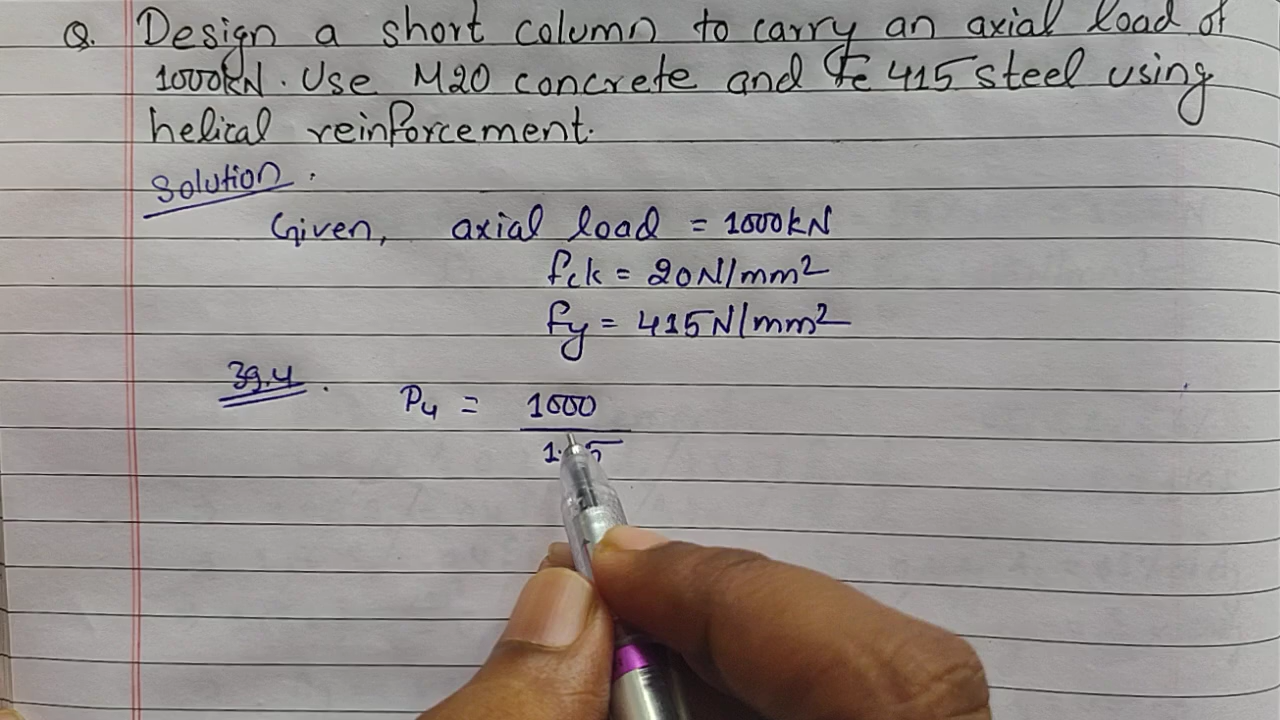 Q. Design a short column to carry an axial load of
1000kN. Use M20 concrete and Fe 415 steel using
helical reinforcement.
Solution.
Given, axial load = 1000kN
fck = 20N/mm²
fy = 415N/mm²
39.4. Pu = 1000